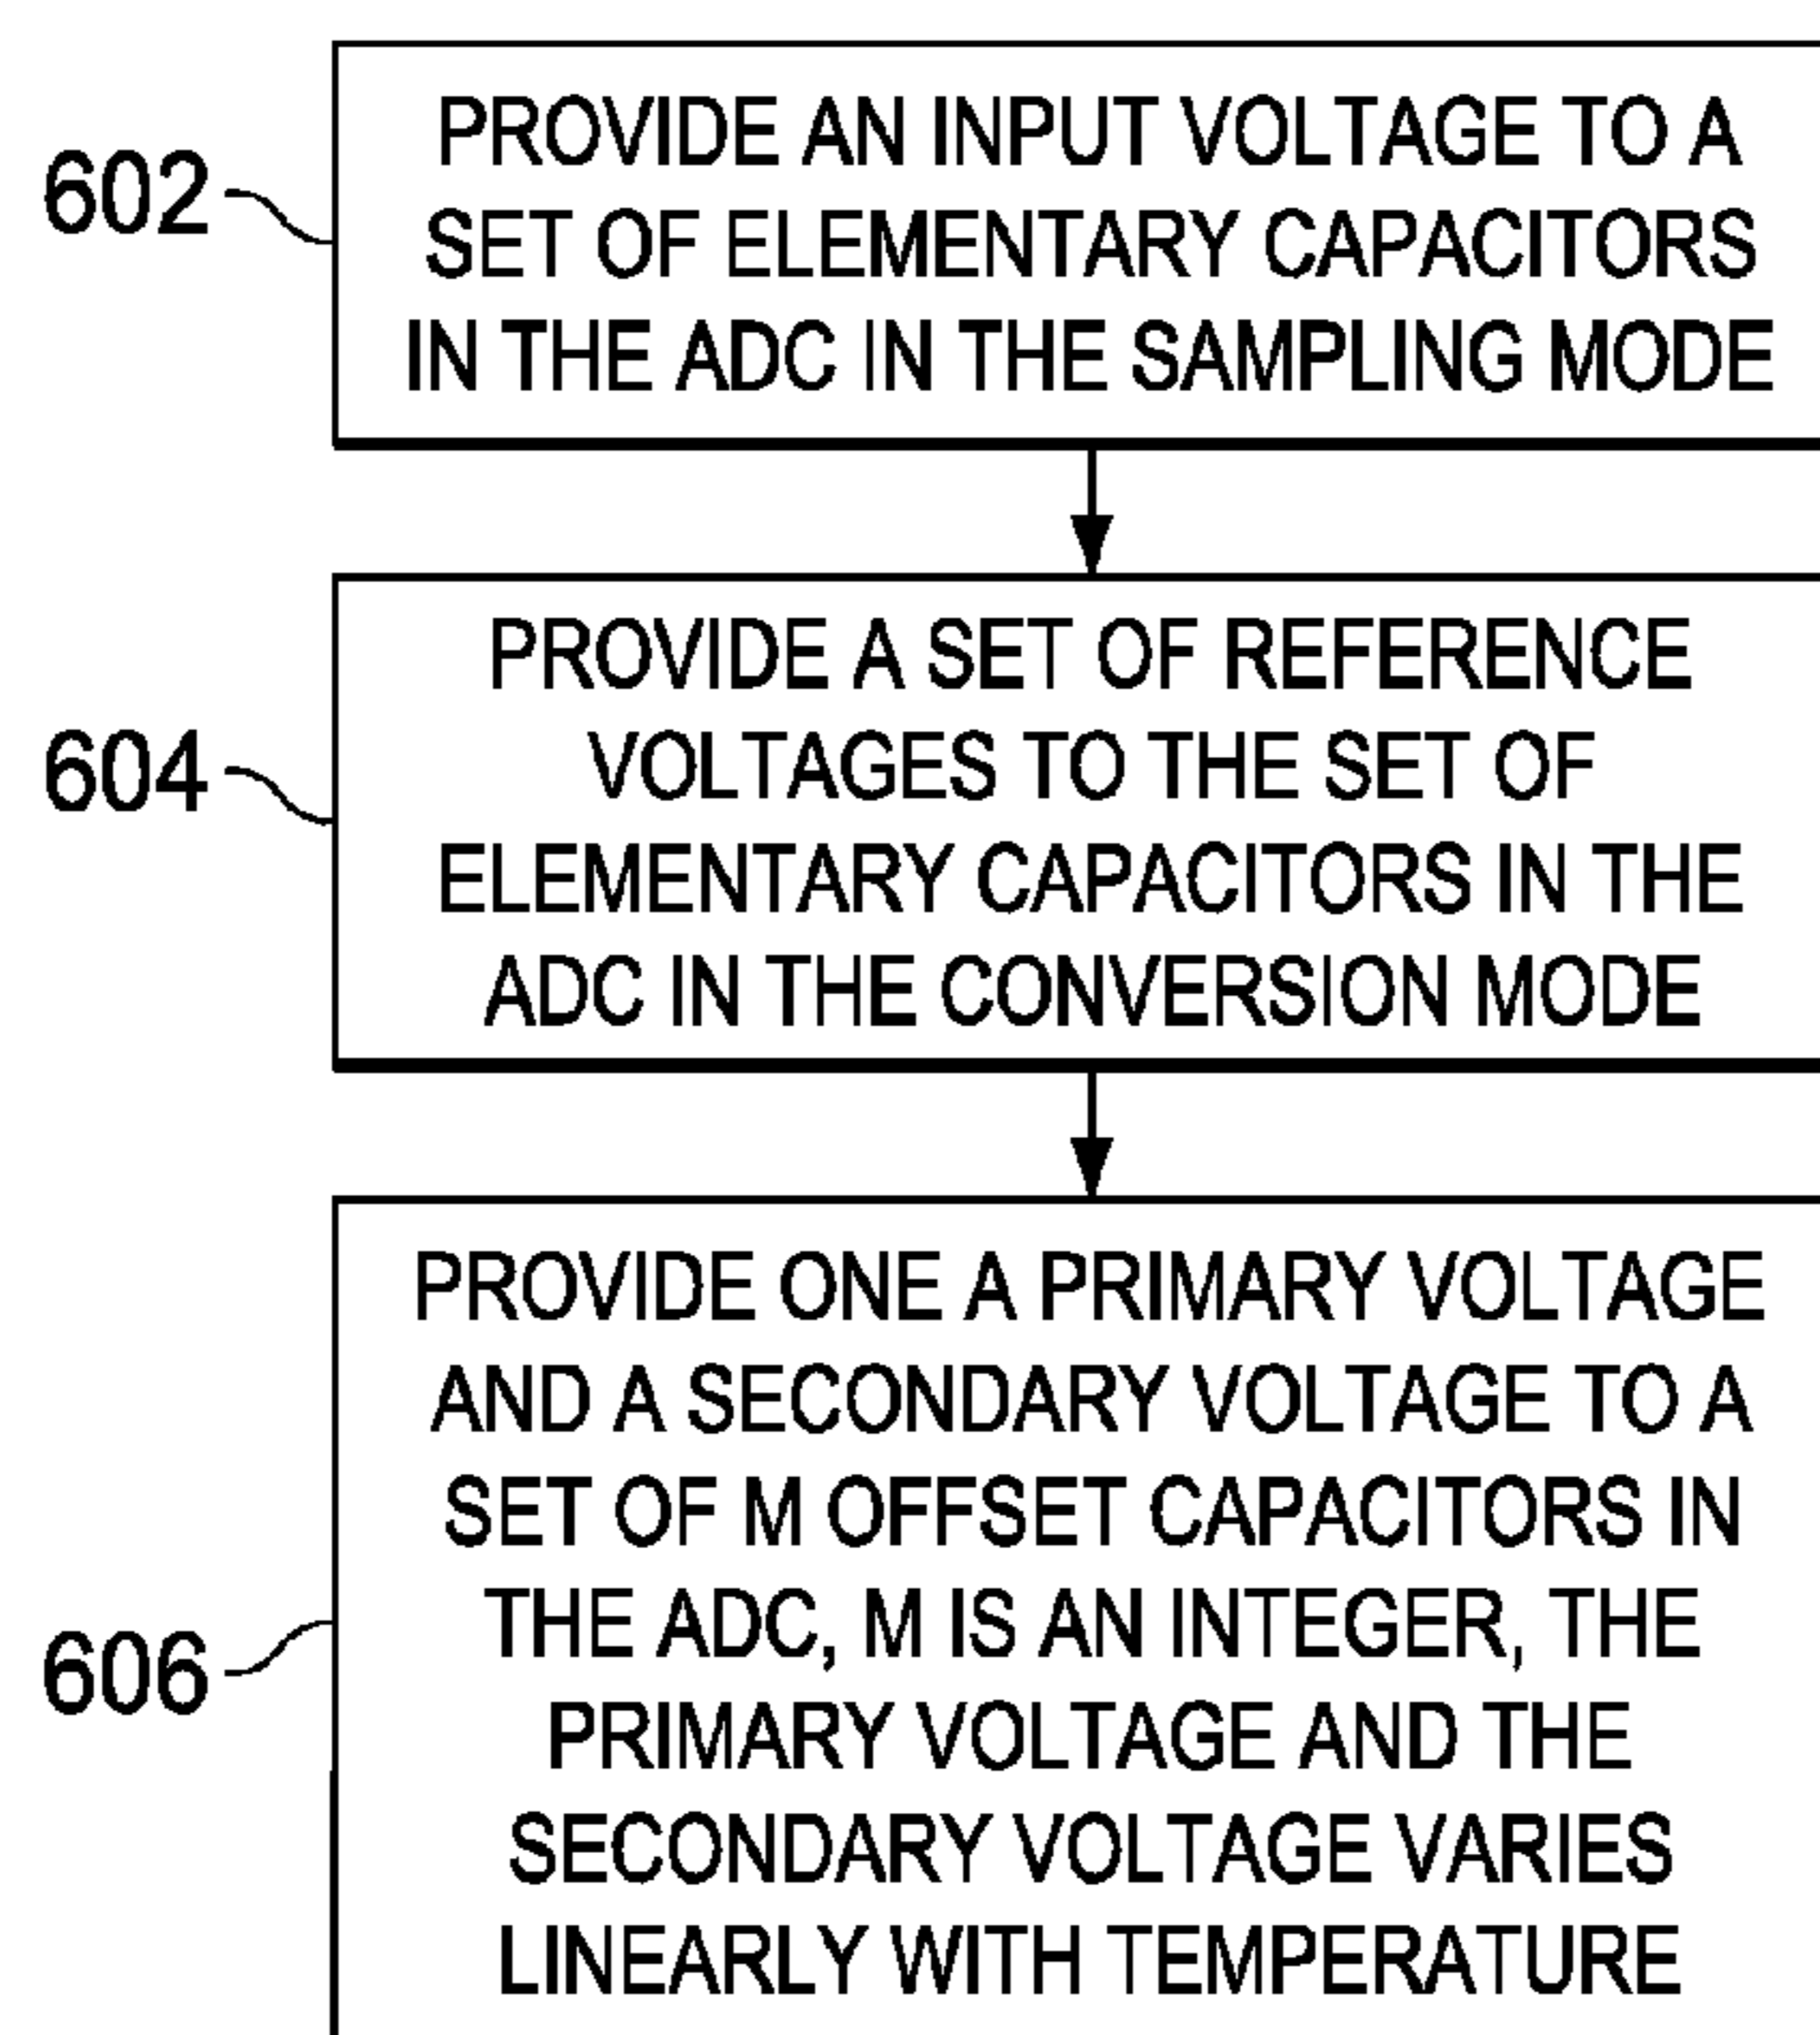 602
PROVIDE AN INPUT VOLTAGE TO A
SET OF ELEMENTARY CAPACITORS
IN THE ADC IN THE SAMPLING MODE
604
PROVIDE A SET OF REFERENCE
VOLTAGES TO THE SET OF
ELEMENTARY CAPACITORS IN THE
ADC IN THE CONVERSION MODE
606
PROVIDE ONE A PRIMARY VOLTAGE
AND A SECONDARY VOLTAGE TO A
SET OF M OFFSET CAPACITORS IN
THE ADC, M IS AN INTEGER, THE
PRIMARY VOLTAGE AND THE
SECONDARY VOLTAGE VARIES
LINEARLY WITH TEMPERATURE